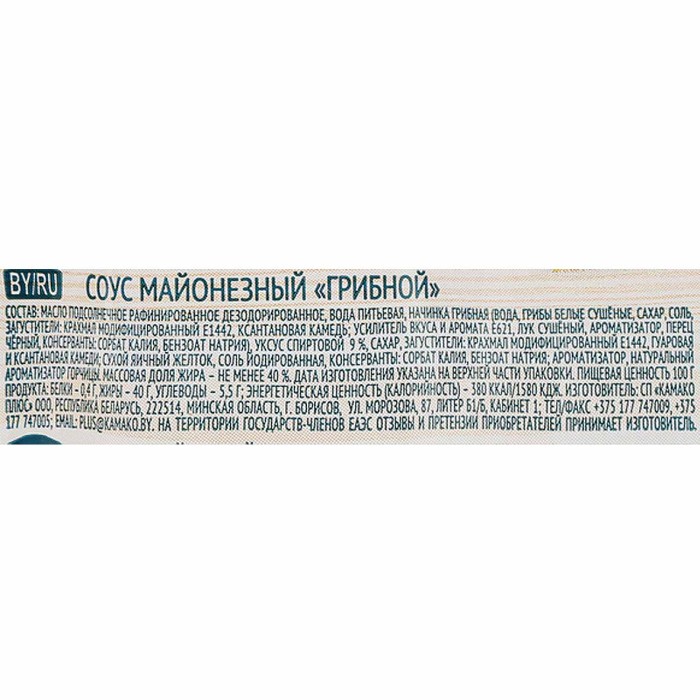 BY/RU СОУС МАЙОНЕЗНЫЙ «ГРИБНОЙ»
СОСТАВ: МАСЛО ПОДСОЛНЕЧНОЕ РАФИНИРОВАННОЕ ДЕЗОДОРИРОВАННОЕ, ВОДА ПИТЬЕВАЯ, НАЧИНКА ГРИБНАЯ (ВОДА, ГРИБЫ БЕЛЫЕ СУШЁНЫЕ, САХАР, СОЛЬ,
ЗАГУСТИТЕЛИ: КРАХМАЛ МОДИФИЦИРОВАННЫЙ Е1442, КСАНТАНОВАЯ КАМЕДЬ; УСИЛИТЕЛЬ ВКУСА И АРОМАТА Е621, ЛУК СУШЁНЫЙ, АРОМАТИЗАТОР, ПЕРЕЦ
ЧЁРНЫЙ, КОНСЕРВАНТЫ: СОРБАТ КАЛИЯ, БЕНЗОАТ НАТРИЯ), УКСУС СПИРТОВОЙ 9 %, САХАР, ЗАГУСТИТЕЛИ: КРАХМАЛ МОДИФИЦИРОВАННЫЙ Е1442, ГУАРОВАЯ
И КСАНТАНОВАЯ КАМЕДИ; СУХОЙ ЯИЧНЫЙ ЖЕЛТОК, СОЛЬ ЙОДИРОВАННАЯ, КОНСЕРВАНТЫ: СОРБАТ КАЛИЯ, БЕНЗОАТ НАТРИЯ; АРОМАТИЗАТОР, НАТУРАЛЬНЫЙ
АРОМАТИЗАТОР ГОРЧИЦЫ. МАССОВАЯ ДОЛЯ ЖИРА – НЕ МЕНЕЕ 40 %. ДАТА ИЗГОТОВЛЕНИЯ УКАЗАНА НА ВЕРХНЕЙ ЧАСТИ УПАКОВКИ. ПИЩЕВАЯ ЦЕННОСТЬ 100 Г
ПРОДУКТА: БЕЛКИ – 0,4 Г, ЖИРЫ – 40 Г, УГЛЕВОДЫ – 5,5 Г; ЭНЕРГЕТИЧЕСКАЯ ЦЕННОСТЬ (КАЛОРИЙНОСТЬ) – 380 ККАЛ/1580 КДЖ. ИЗГОТОВИТЕЛЬ: СП «КАМАКО
ПЛЮС» ООО, РЕСПУБЛИКА БЕЛАРУСЬ, 222514, МИНСКАЯ ОБЛАСТЬ, Г. БОРИСОВ, УЛ. МОРОЗОВА, 87, ЛИТЕР Б1/Б, КАБИНЕТ 1; ТЕЛ/ФАКС +375 177 747009, +375
177 747005; EMAIL: PLUS@KAMAKO.BY. НА ТЕРРИТОРИИ ГОСУДАРСТВ-ЧЛЕНОВ ЕАЭС ОТЗЫВЫ И ПРЕТЕНЗИИ ПРИОБРЕТАТЕЛЕЙ ПРИНИМАЕТ ИЗГОТОВИТЕЛЬ.